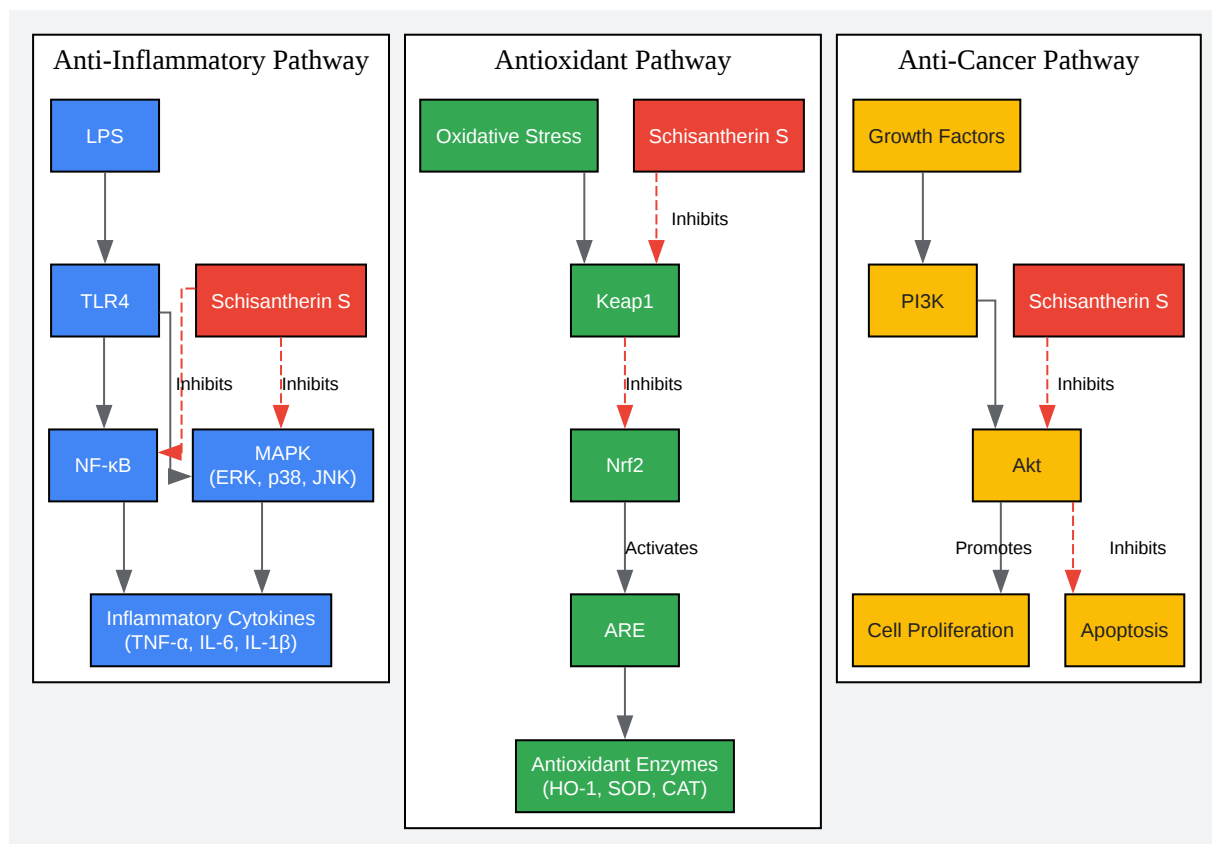 Anti-Inflammatory Pathway
LPS
TLR4
Schisantherin S
Inhibits
Inhibits
NF-κB
MAPK
(ERK, p38, JNK)
Inflammatory Cytokines
(TNF-α, IL-6, IL-1β)
Antioxidant Pathway
Oxidative Stress
Schisantherin S
Inhibits
Keap1
Inhibits
Nrf2
Activates
ARE
Antioxidant Enzymes
(HO-1, SOD, CAT)
Anti-Cancer Pathway
Growth Factors
PI3K
Schisantherin S
Inhibits
Akt
Promotes
Inhibits
Cell Proliferation
Apoptosis